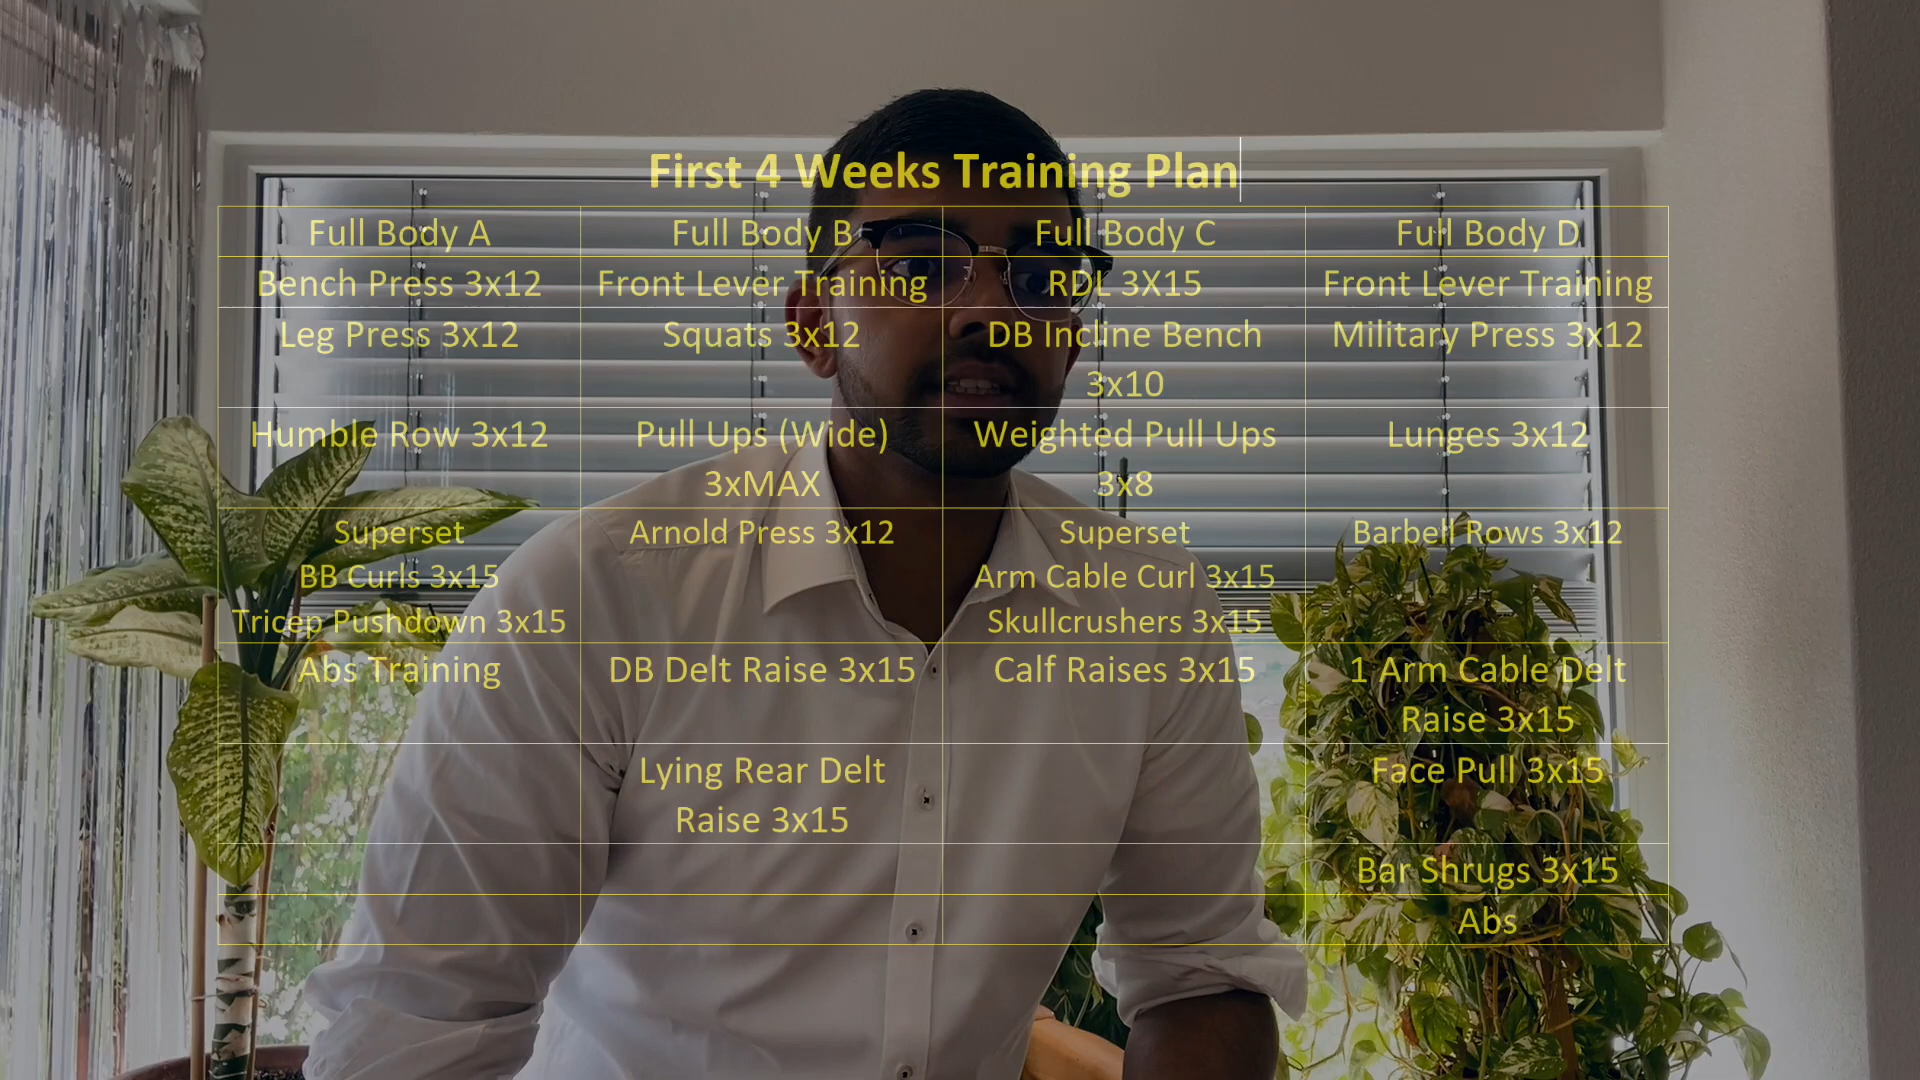 First 4 Weeks Training Plan
Full Body A
Full Body B
Full Body C
Full Body D
Bench Press 3x12
Front Lever Training
RDL 3X15
Front Lever Training
Leg Press 3x12
Squats 3x12
DB Incline Bench
3x10
Military Press 3x12
Humble Row 3x12
Pull Ups (Wide)
3xMAX
Weighted Pull Ups
3x8
Lunges 3x12
Superset
BB Curls 3x15
Tricep Pushdown 3x15
Arnold Press 3x12
Superset
Arm Cable Curl 3x15
Skullcrushers 3x15
Barbell Rows 3x12
Abs Training
DB Delt Raise 3x15
Calf Raises 3x15
1 Arm Cable Delt
Raise 3x15
Lying Rear Delt
Raise 3x15
Face Pull 3x15
Bar Shrugs 3x15
Abs